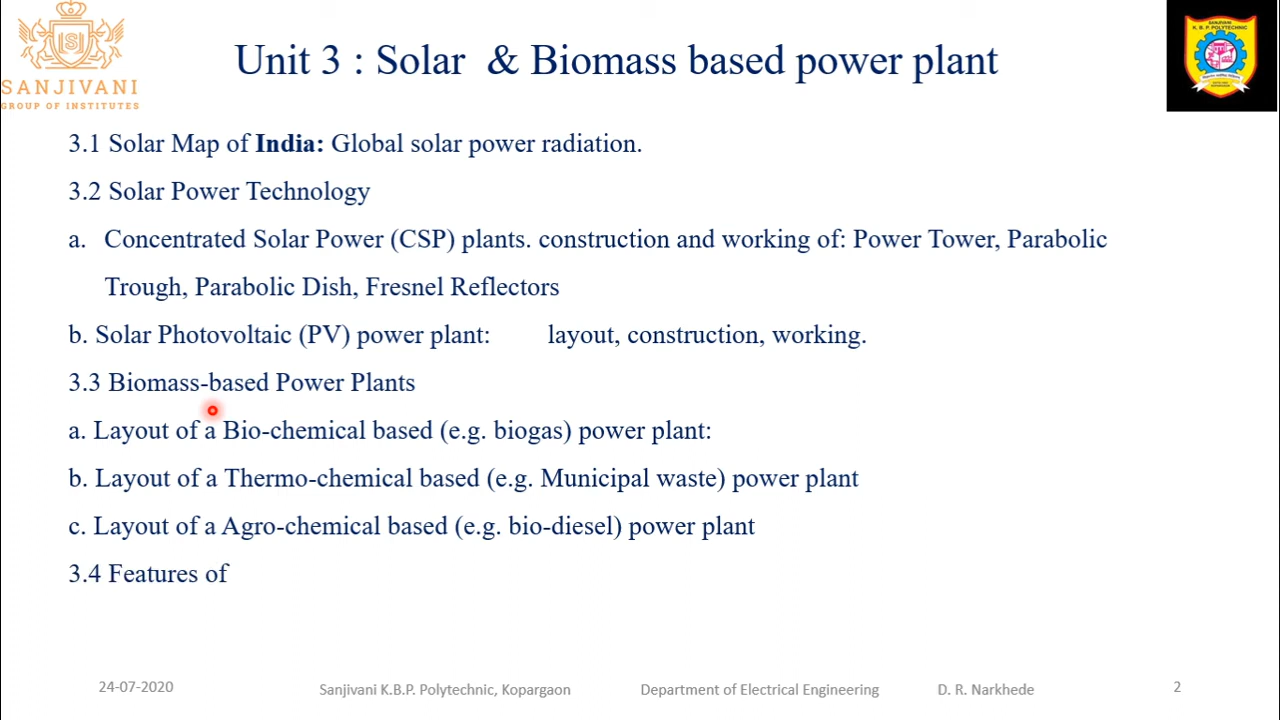 SANJIVANI
GROUP OF INSTITUTES
SANJIVANI
K. B. P. POLYTECHNIC
Unit 3 : Solar & Biomass based power plant
3.1 Solar Map of India: Global solar power radiation.
3.2 Solar Power Technology
a. Concentrated Solar Power (CSP) plants. construction and working of: Power Tower, Parabolic
Trough, Parabolic Dish, Fresnel Reflectors
b. Solar Photovoltaic (PV) power plant: layout, construction, working.
3.3 Biomass-based Power Plants
a. Layout of a Bio-chemical based (e.g. biogas) power plant:
b. Layout of a Thermo-chemical based (e.g. Municipal waste) power plant
c. Layout of a Agro-chemical based (e.g. bio-diesel) power plant
3.4 Features of
24-07-2020 Sanjivani K.B.P. Polytechnic, Kopargaon Department of Electrical Engineering D. R. Narkhede 2